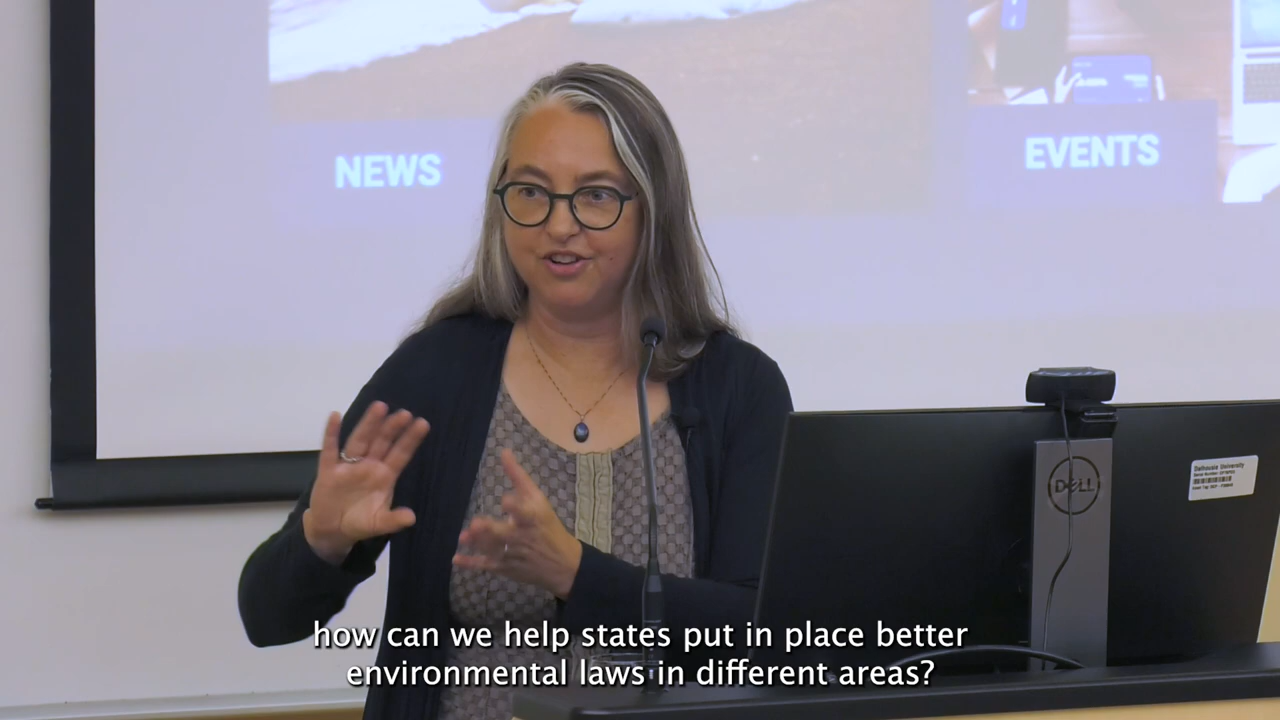 NEWS
EVENTS
Dalhousie University
DELL
how can we help states put in place better
environmental laws in different areas?